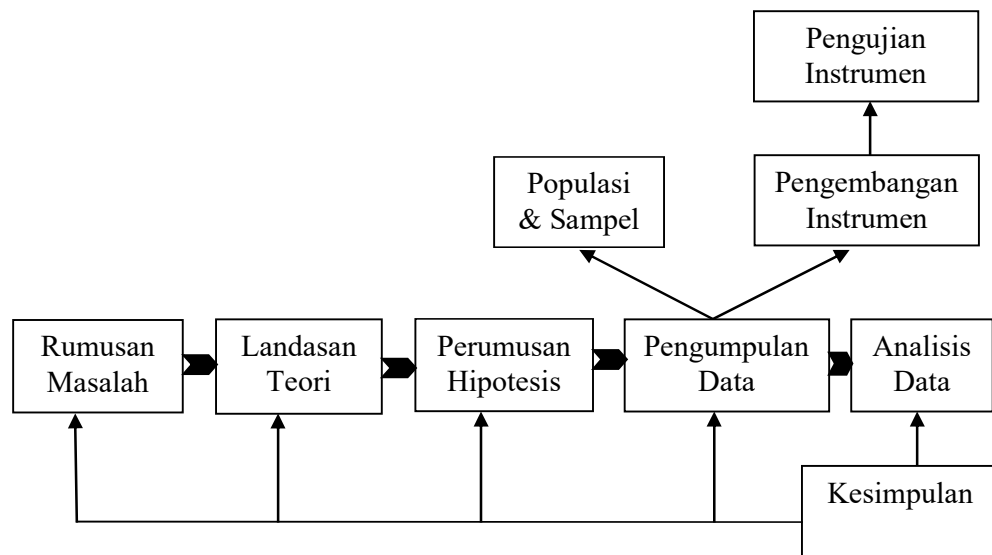 Pengujian
Instrumen
Populasi
& Sampel
Pengembangan
Instrumen
Rumusan
Masalah
Landasan
Teori
Perumusan
Hipotesis
Pengumpulan
Data
Analisis
Data
Kesimpulan